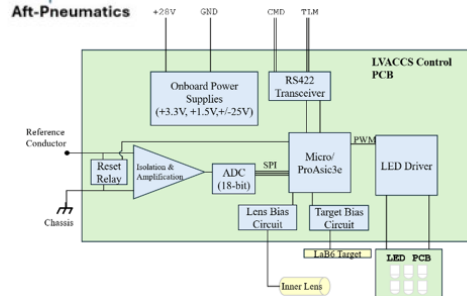 Aft-Pneumatics
+28V GND CMD TLM
LVACCS Control
PCB
Onboard Power
Supplies
(+3.3V, +1.5V,+/-25V)
RS422
Transceiver
Reference
Conductor
Reset
Relay
Isolation &
Amplification
ADC
(18-bit)
SPI
Micro/
ProAsic3e
PWM
LED Driver
Chassis
Lens Bias
Circuit
Target Bias
Circuit
LaB6 Target
LED PCB
Inner Lens